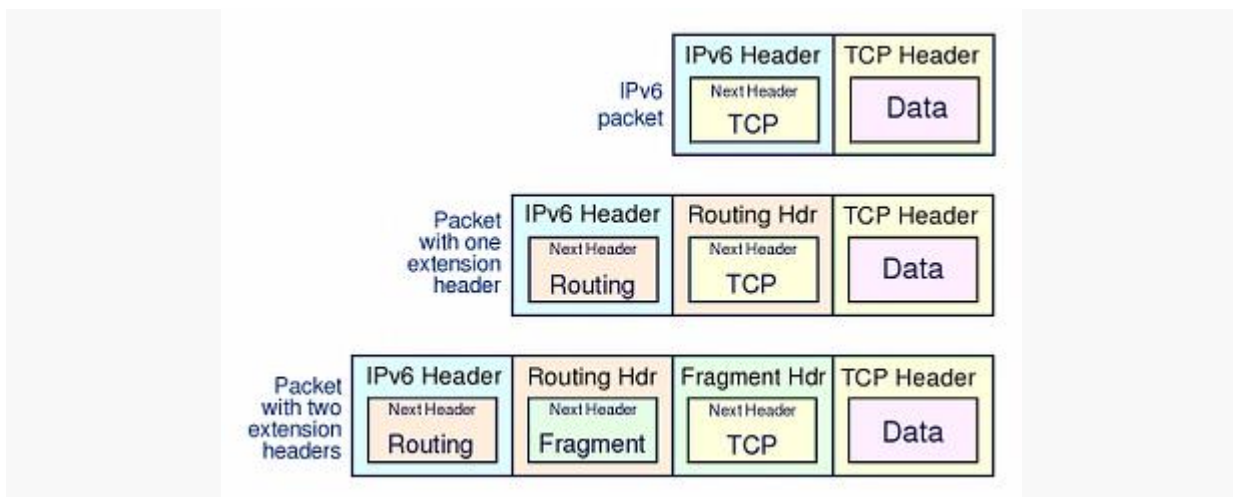 IPv6 Header TCP Header
IPv6
packet
Next Header
TCP
Data
IPv6 Header Routing Hdr TCP Header
Packet
with one
extension
header
Next Header
Routing
Next Header
TCP
Data
IPv6 Header Routing Hdr Fragment Hdr TCP Header
Packet
with two
extension
headers
Next Header
Routing
Next Header
Fragment
Next Header
TCP
Data